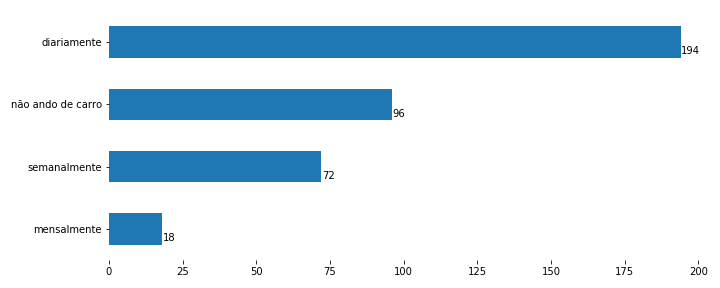 diariamente
194
não ando de carro
96
semanalmente
72
mensalmente
18
0 25 50 75 100 125 150 175 200